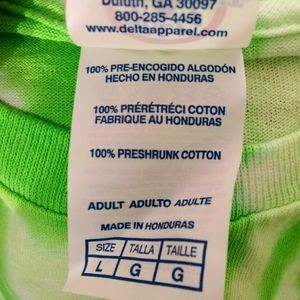 Duluth, GA 30097
800-285-4456
www.deltaapparel.com
100% PRE-ENCOGIDO ALGODÓN
HECHO EN HONDURAS
100% PRÉRÉTRÉCI COTON
FABRIQUE AU HONDURAS
100% PRESHRUNK COTTON
ADULT ADULTO ADULTE
MADE IN HONDURAS
SIZE TALLA TAILLE
L G G